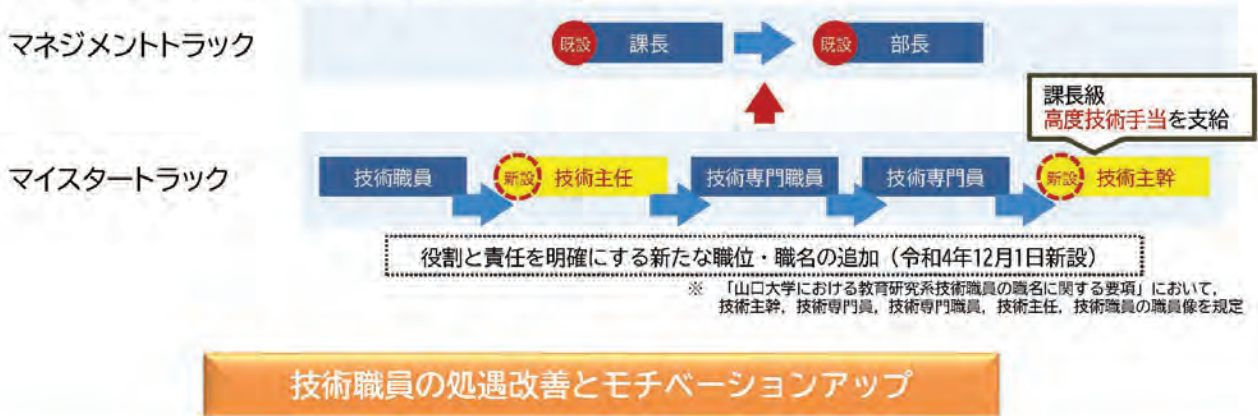 マネジメントトラック
既設 課長
既設 部長
課長級
高度技術手当を支給
マイスタートラック
技術職員
新設 技術主任
技術専門職員
技術専門員
新設 技術主幹
役割と責任を明確にする新たな職位・職名の追加（令和4年12月1日新設）
※　「山口大学における教育研究系技術職員の職名に関する要項」において，
技術主幹，技術専門員，技術専門職員，技術主任，技術職員の職員像を規定
技術職員の処遇改善とモチベーションアップ